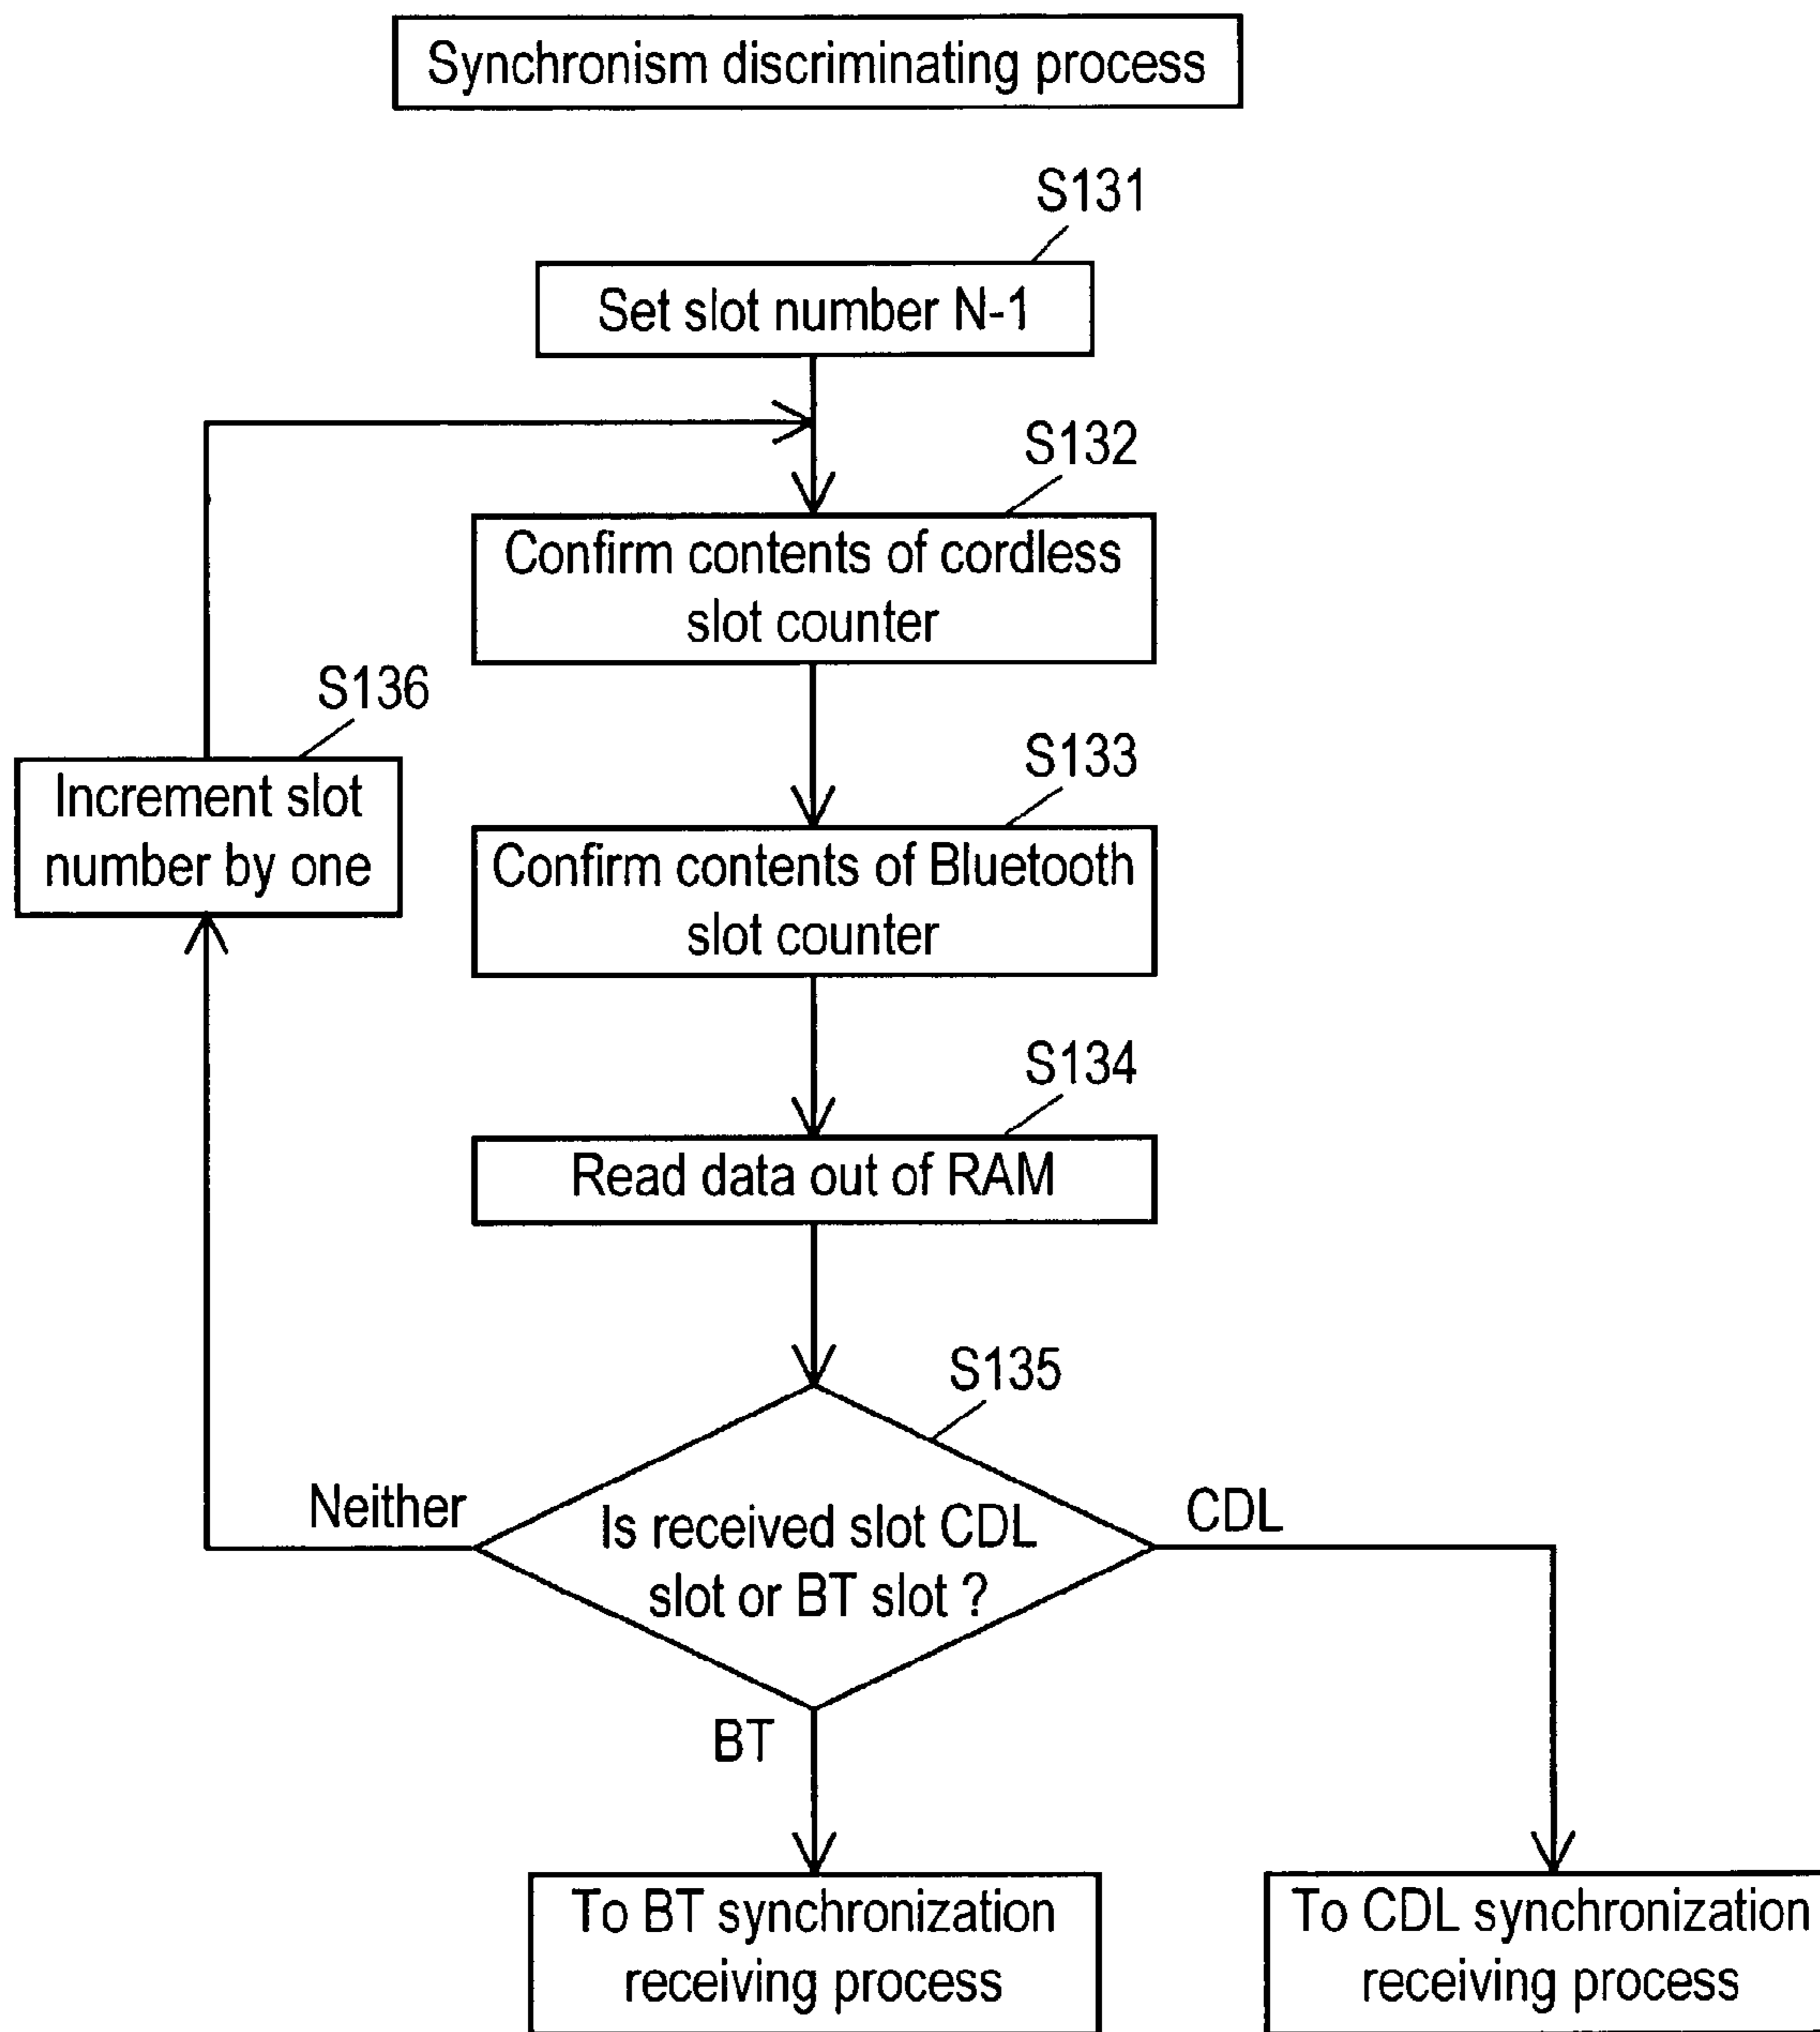 Synchronism discriminating process
S131
Set slot number N-1
S132
Confirm contents of cordless
slot counter
S136
Increment slot
number by one
S133
Confirm contents of Bluetooth
slot counter
S134
Read data out of RAM
S135
Neither
Is received slot CDL
slot or BT slot ?
CDL
BT
To BT synchronization
receiving process
To CDL synchronization
receiving process